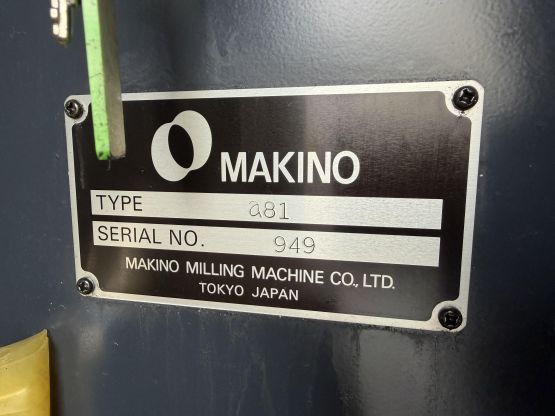 MAKINO
TYPE a81
SERIAL NO. 949
MAKINO MILLING MACHINE CO., LTD.
TOKYO JAPAN